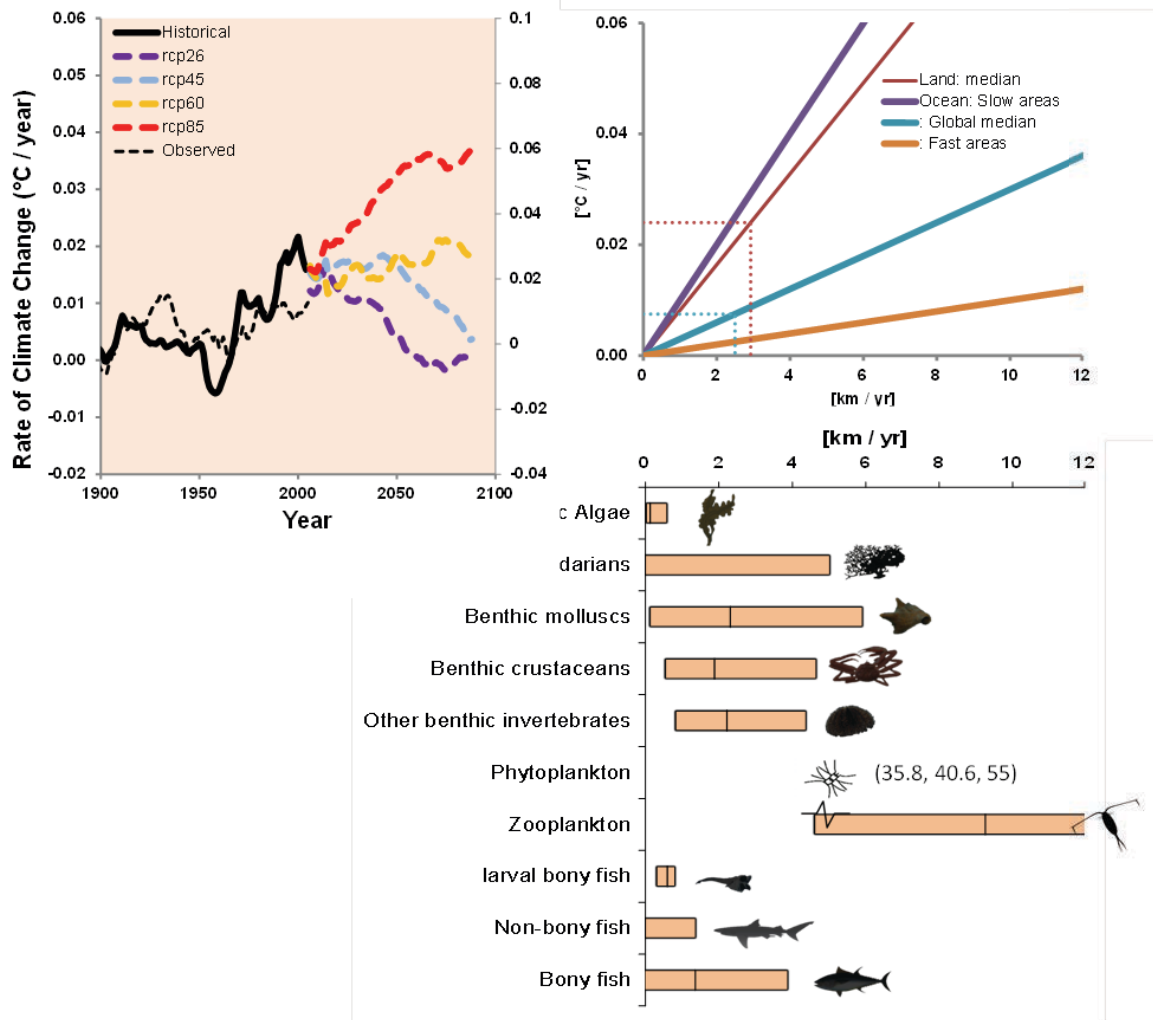 0.06
0.05
0.04
0.03
0.02
0.01
0.00
-0.01
-0.02
Rate of Climate Change (°C / year)
Historical
rcp26
rcp45
rcp60
rcp85
Observed
0.1
0.08
0.06
0.04
0.02
0
-0.02
-0.04
1900 1950 2000 2050 2100
Year
0.06
0.04
0.02
0.00
[°C / yr]
Land: median
Ocean: Slow areas
: Global median
: Fast areas
0 2 4 6 8 10 12
[km / yr]
[km / yr]
0 2 4 6 8 10 12
c Algae
darians
Benthic molluscs
Benthic crustaceans
Other benthic invertebrates
Phytoplankton (35.8, 40.6, 55)
Zooplankton
larval bony fish
Non-bony fish
Bony fish